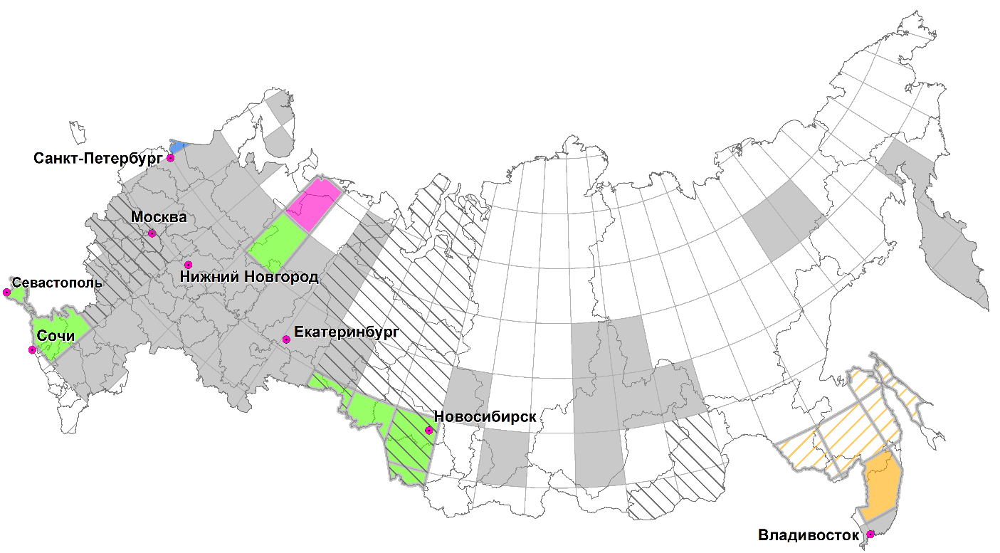 Санкт-Петербург
Москва
Нижний Новгород
Севастополь
Сочи
Екатеринбург
Новосибирск
Владивосток